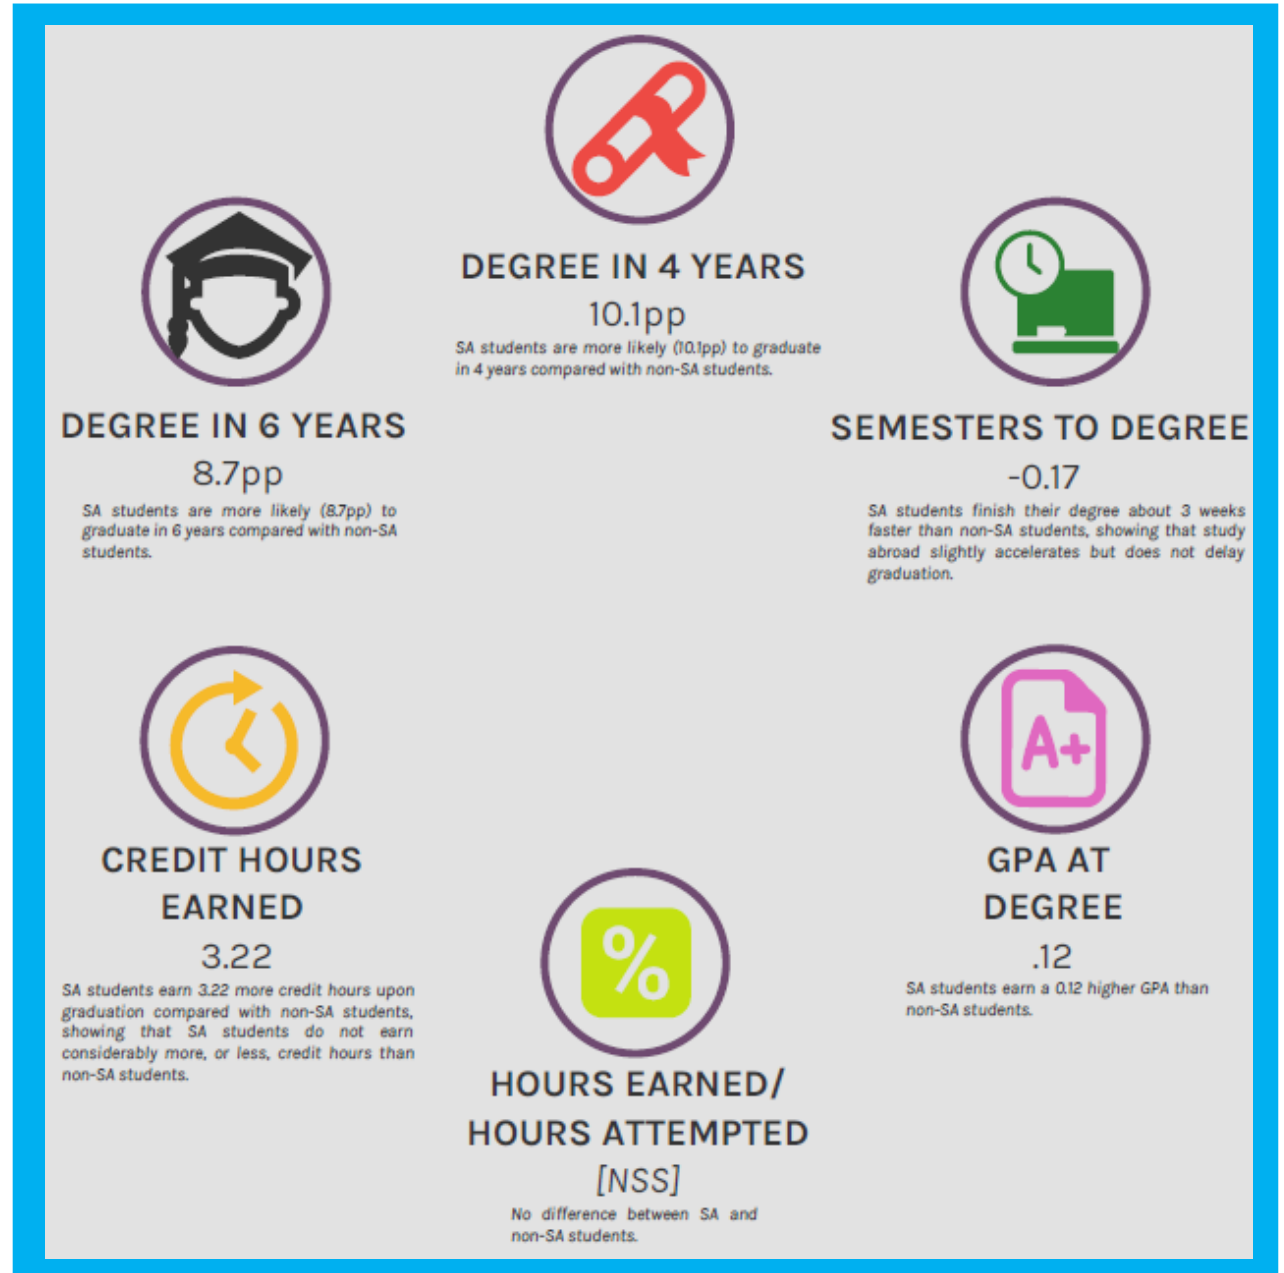 DEGREE IN 4 YEARS
10.1pp
SA students are more likely (10.1pp) to graduate
in 4 years compared with non-SA students.
DEGREE IN 6 YEARS
8.7pp
SA students are more likely (8.7pp) to
graduate in 6 years compared with non-SA
students.
SEMESTERS TO DEGREE
-0.17
SA students finish their degree about 3 weeks
faster than non-SA students, showing that study
abroad slightly accelerates but does not delay
graduation.
CREDIT HOURS
EARNED
3.22
SA students earn 3.22 more credit hours upon
graduation compared with non-SA students,
showing that SA students do not earn
considerably more, or less, credit hours than
non-SA students.
A+
GPA AT
DEGREE
.12
SA students earn a 0.12 higher GPA than
non-SA students.
%
HOURS EARNED/
HOURS ATTEMPTED
[NSS]
No difference between SA and
non-SA students.